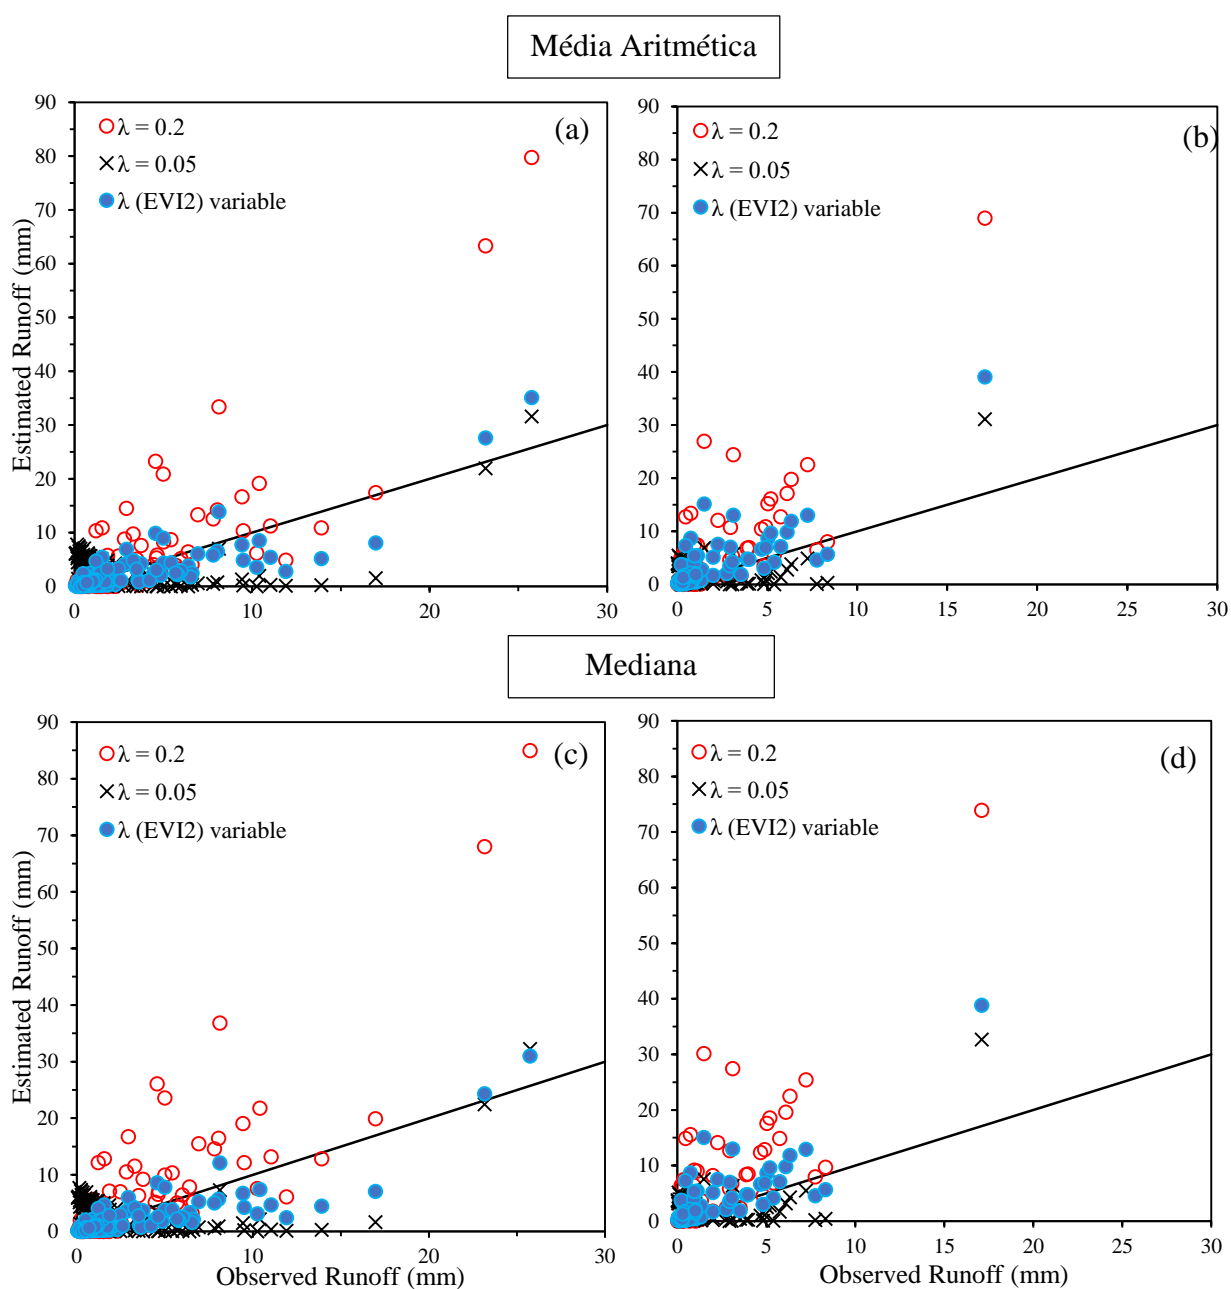 Média Aritmética
90
80
70
60
50
40
30
20
10
0
0
10
20
30
Estimated Runoff (mm)
λ = 0.2
λ = 0.05
λ (EVI2) variable
(a)
90
80
70
60
50
40
30
20
10
0
0
5
10
15
20
25
30
λ = 0.2
λ = 0.05
λ (EVI2) variable
(b)
Mediana
90
80
70
60
50
40
30
20
10
0
0
10
20
30
Estimated Runoff (mm)
Observed Runoff (mm)
λ = 0.2
λ = 0.05
λ (EVI2) variable
(c)
90
80
70
60
50
40
30
20
10
0
0
5
10
15
20
25
30
Observed Runoff (mm)
λ = 0.2
λ = 0.05
λ (EVI2) variable
(d)